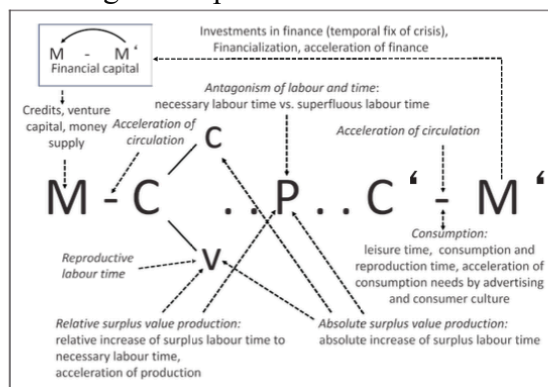 Investments in finance (temporal fix of crisis),
Financialization, acceleration of finance
M - M‘
Financial capital
Antagonism of labour and time:
necessary labour time vs. superfluous labour time
Credits, venture
capital, money
supply
Acceleration of
circulation
Acceleration of circulation
c
M - C . . P . . C‘ - M‘
v
Reproductive
labour time
Consumption:
leisure time, consumption and
reproduction time, acceleration of
consumption needs by advertising
and consumer culture
Relative surplus value production:
relative increase of surplus labour time to
necessary labour time,
acceleration of production
Absolute surplus value production:
absolute increase of surplus labour time